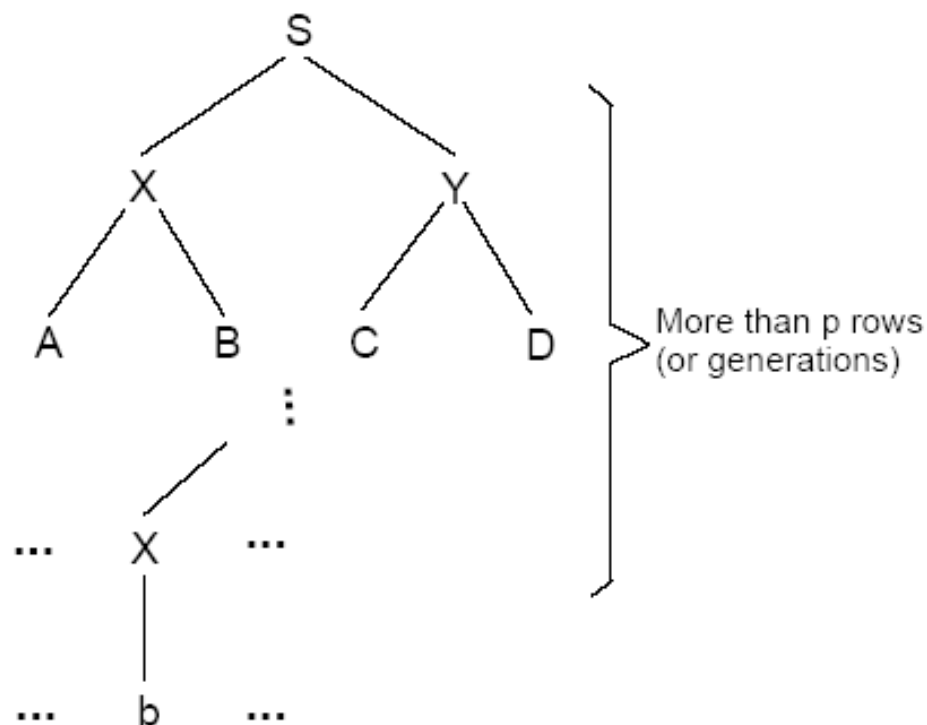 S
X Y
A B C D
More than p rows
(or generations)
⋮
... X ...
... b ...